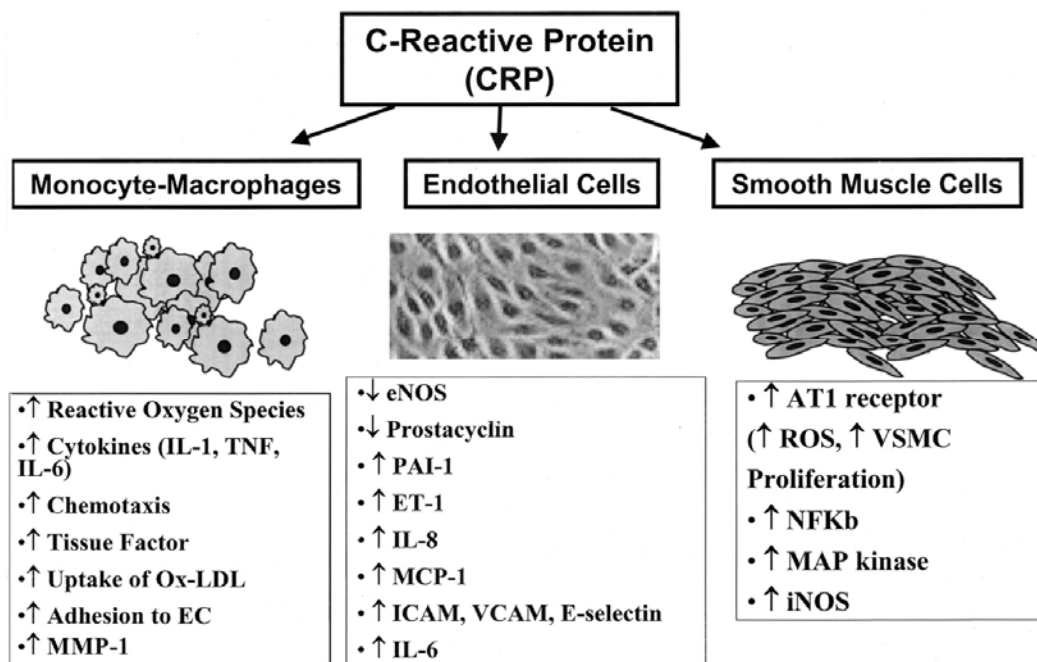 C-Reactive Protein
(CRP)
Monocyte-Macrophages
Endothelial Cells
Smooth Muscle Cells
•↑ Reactive Oxygen Species
•↑ Cytokines (IL-1, TNF,
IL-6)
•↑ Chemotaxis
•↑ Tissue Factor
•↑ Uptake of Ox-LDL
•↑ Adhesion to EC
•↑ MMP-1
•↓ eNOS
•↓ Prostacyclin
• ↑ PAI-1
• ↑ ET-1
• ↑ IL-8
• ↑ MCP-1
• ↑ ICAM, VCAM, E-selectin
• ↑ IL-6
• ↑ AT1 receptor
(↑ ROS, ↑ VSMC
Proliferation)
• ↑ NFKb
• ↑ MAP kinase
• ↑ iNOS